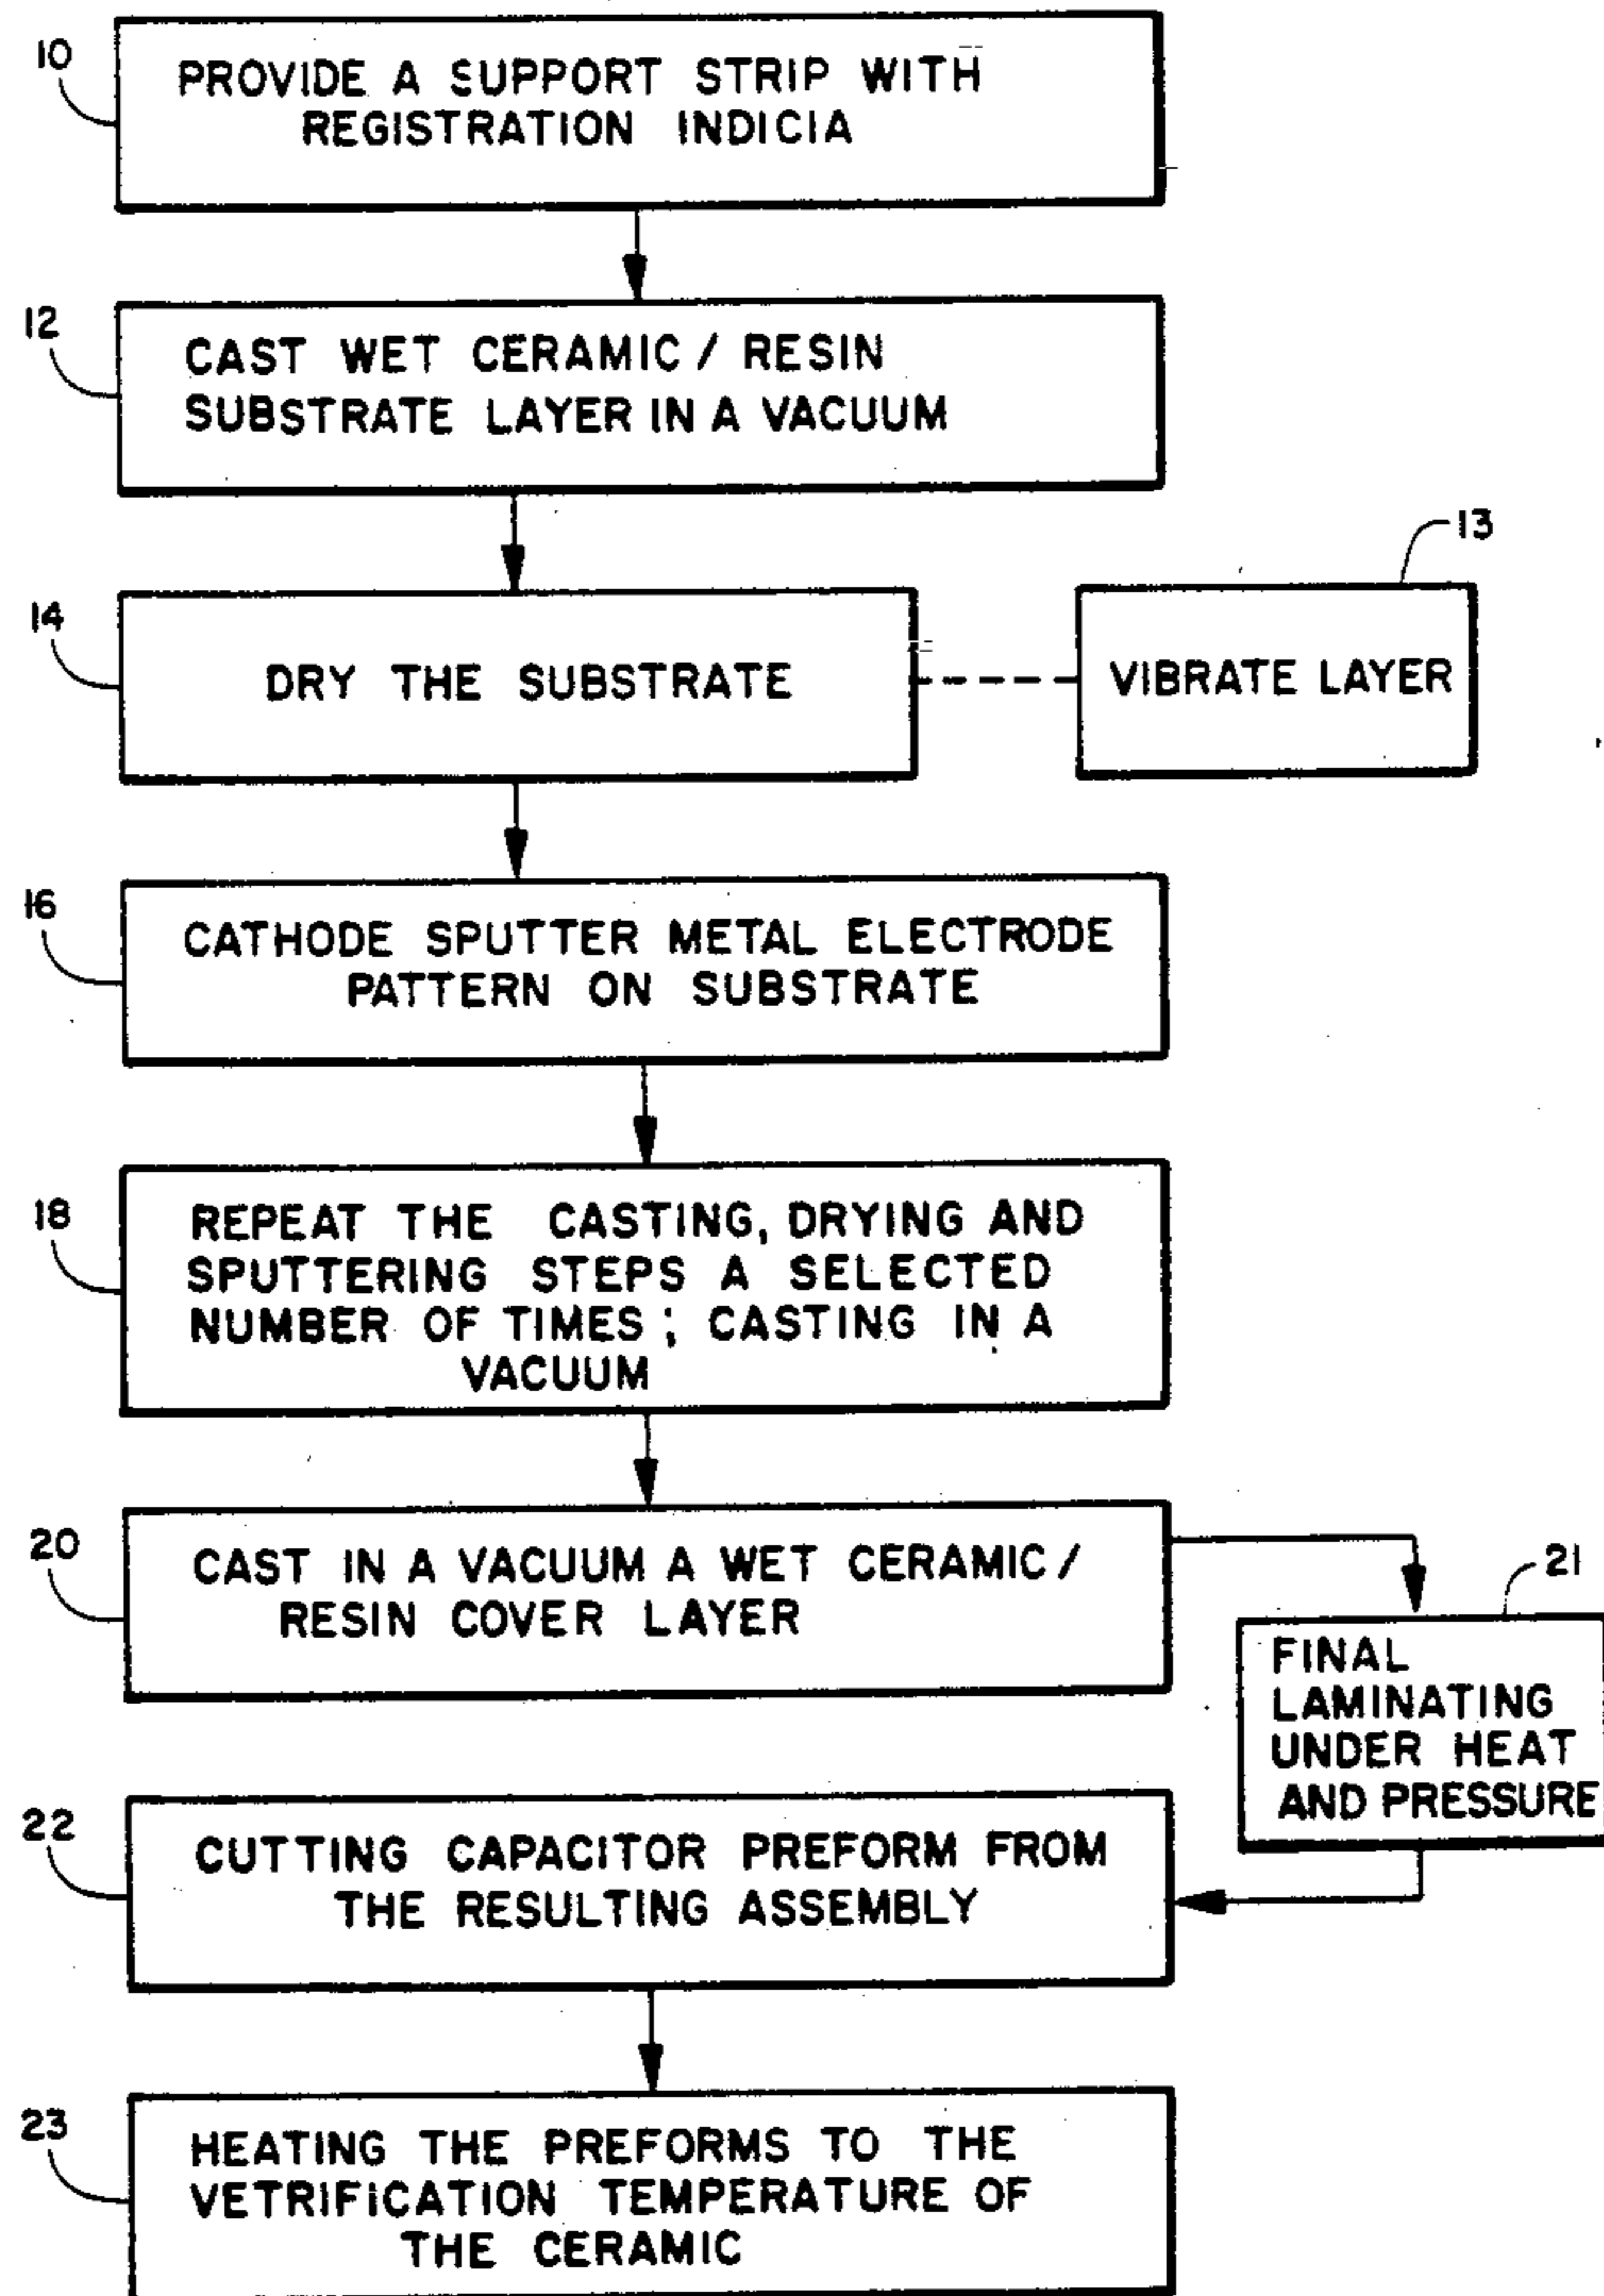 10
PROVIDE A SUPPORT STRIP WITH
REGISTRATION INDICIA
12
CAST WET CERAMIC / RESIN
SUBSTRATE LAYER IN A VACUUM
13
14
DRY THE SUBSTRATE
VIBRATE LAYER
16
CATHODE SPUTTER METAL ELECTRODE
PATTERN ON SUBSTRATE
18
REPEAT THE CASTING, DRYING AND
SPUTTERING STEPS A SELECTED
NUMBER OF TIMES ; CASTING IN A
VACUUM
20
CAST IN A VACUUM A WET CERAMIC /
RESIN COVER LAYER
21
FINAL
LAMINATING
UNDER HEAT
AND PRESSURE
22
CUTTING CAPACITOR PREFORM FROM
THE RESULTING ASSEMBLY
23
HEATING THE PREFORMS TO THE
VETRIFICATION TEMPERATURE OF
THE CERAMIC